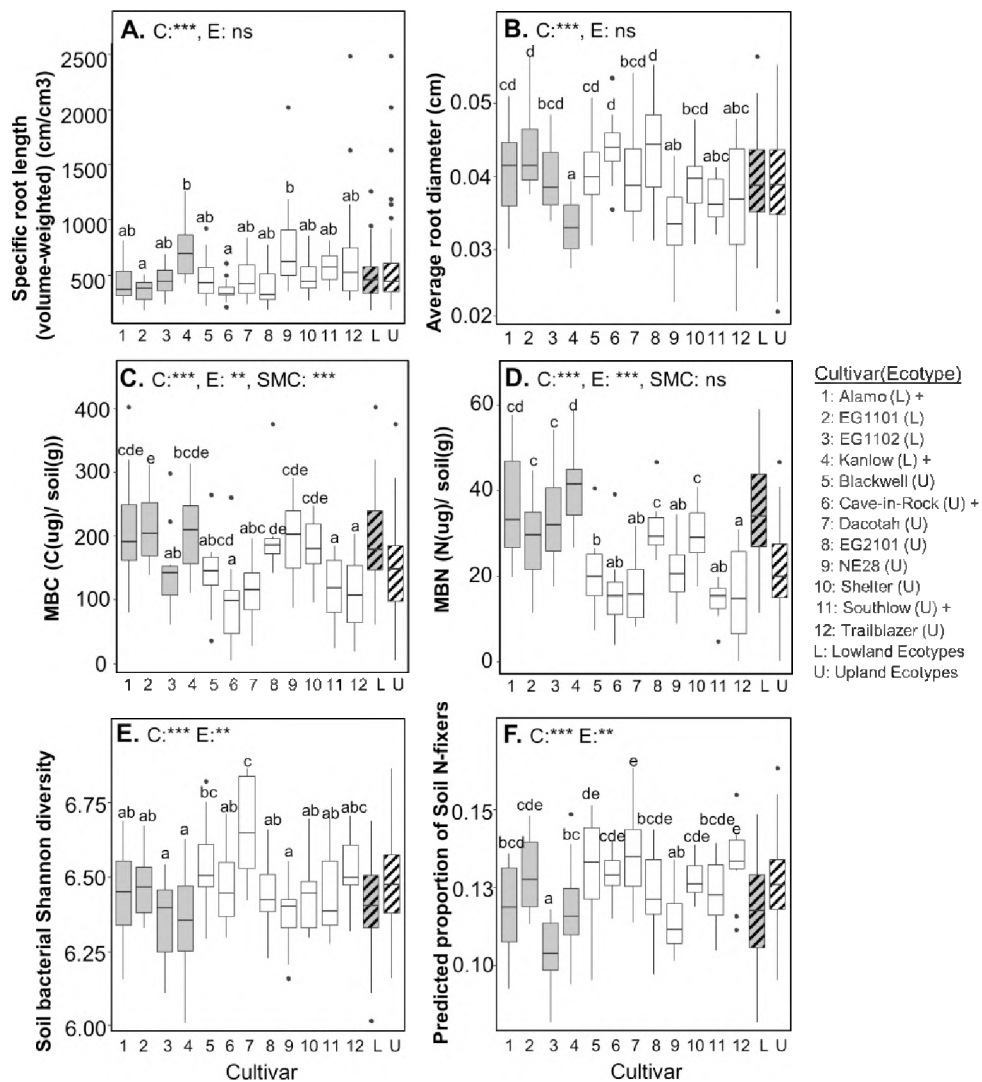 A. C:***, E: ns
Specific root length
(volume-weighted) (cm/cm3)
2500
2000
1500
1000
500
ab a ab b ab a ab ab b ab ab ab
1 2 3 4 5 6 7 8 9 10 11 12 L U
B. C:***, E: ns
Average root diameter (cm)
0.05
0.04
0.03
0.02
cd d bcd a cd d bcd d ab bcd abc abc
1 2 3 4 5 6 7 8 9 10 11 12 L U
C. C:***, E: **, SMC: ***
MBC (C(ug)/ soil(g))
400
300
200
100
0
cde e ab bcde abcd a abc de cde cde a a
1 2 3 4 5 6 7 8 9 10 11 12 L U
D. C:***, E: ***, SMC: ns
MBN (N(ug)/ soil(g))
60
40
20
0
cd c cd d b ab ab c ab c ab a
1 2 3 4 5 6 7 8 9 10 11 12 L U
Cultivar(Ecotype)
1: Alamo (L) +
2: EG1101 (L)
3: EG1102 (L)
4: Kanlow (L) +
5: Blackwell (U)
6: Cave-in-Rock (U) +
7: Dacotah (U)
8: EG2101 (U)
9: NE28 (U)
10: Shelter (U)
11: Southlow (U) +
12: Trailblazer (U)
L: Lowland Ecotypes
U: Upland Ecotypes
E. C:*** E:**
Soil bacterial Shannon diversity
6.75
6.50
6.25
6.00
ab ab a a bc ab c ab a ab ab abc
1 2 3 4 5 6 7 8 9 10 11 12 L U
Cultivar
F. C:*** E:**
Predicted proportion of Soil N-fixers
0.15
0.13
0.10
bcd cde a bc de cde e bcde ab cde bcde e
1 2 3 4 5 6 7 8 9 10 11 12 L U
Cultivar